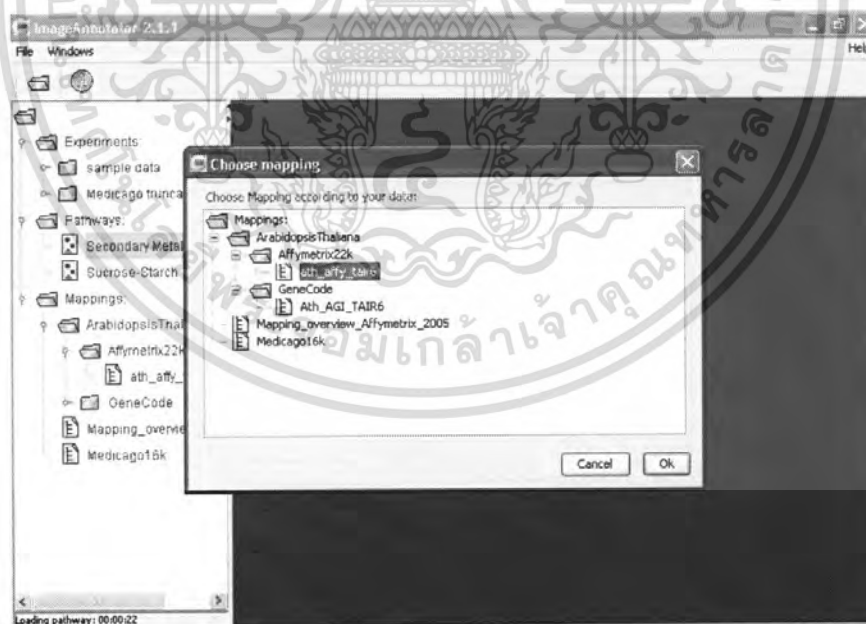 ImageAnnotator 2.1.1
File Windows
Help
Experiments:
sample data
Medicago trunca
Pathways:
Secondary Metal
Sucrose-Starch
Mappings:
ArabidopsisThal
Affymetrix22k
ath_affy_
GeneCode
Mapping_overvie
Medicago16k
Loading pathway: 00:00:22
Choose mapping
Choose Mapping according to your data:
Mappings:
ArabidopsisThaliana
Affymetrix22k
ath_affy_tair6
GeneCode
Ath_AGI_TAIR6
Mapping_overview_Affymetrix_2005
Medicago16k
Cancel Ok